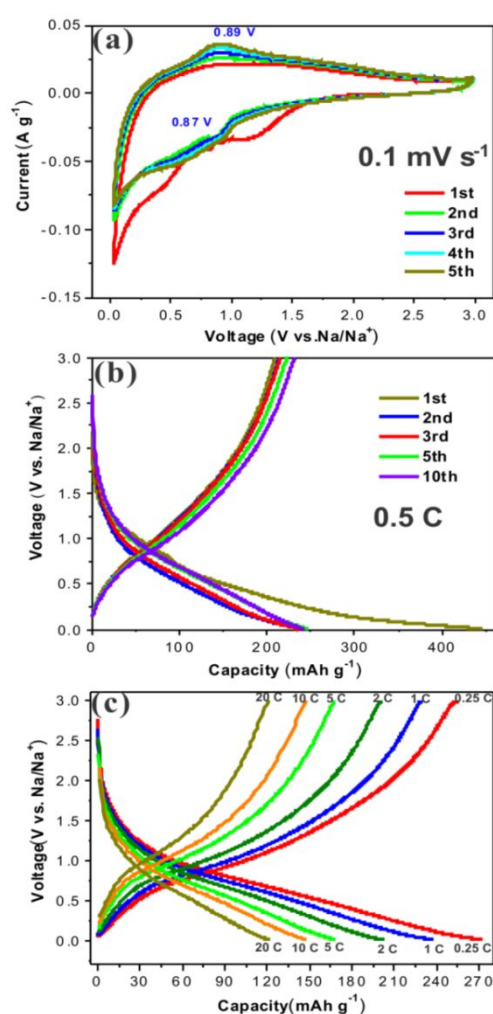 (a)
0.89 V
0.87 V
0.1 mV s⁻¹
1st
2nd
3rd
4th
5th
Current (A g⁻¹)
0.05
0.00
-0.05
-0.10
-0.15
0.0 0.5 1.0 1.5 2.0 2.5 3.0
Voltage (V vs.Na/Na⁺)
(b)
1st
2nd
3rd
5th
10th
0.5 C
Voltage (V vs. Na/Na⁺)
3.0
2.5
2.0
1.5
1.0
0.5
0.0
0 100 200 300 400
Capacity (mAh g⁻¹)
(c)
20 C 10 C 5 C 2 C 1 C 0.25 C
Voltage(V vs. Na/Na⁺)
3.0
2.5
2.0
1.5
1.0
0.5
0.0
20 C 10 C 5 C 2 C 1 C 0.25 C
0 30 60 90 120 150 180 210 240 270
Capacity(mAh g⁻¹)